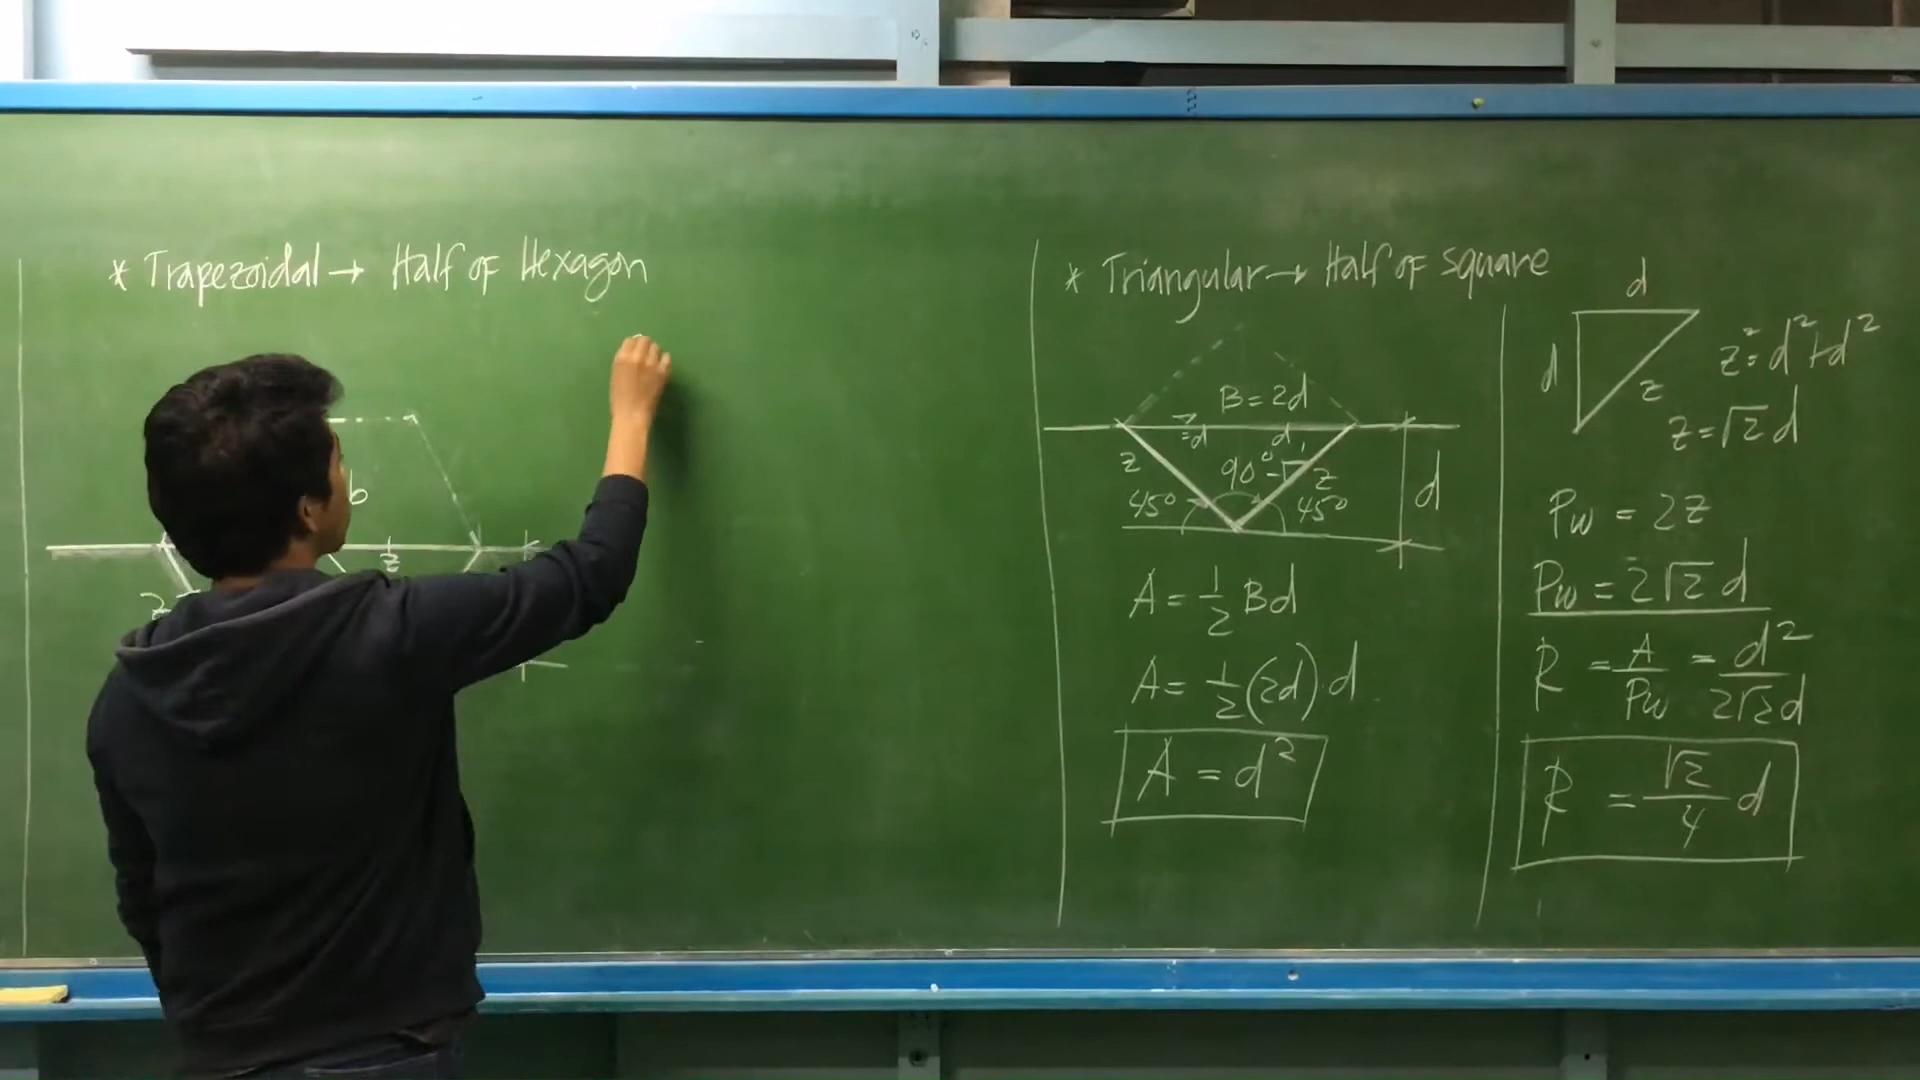 * Trapezoidal → Half of Hexagon
b
z
z
* Triangular → Half of square
B = 2d
= d
d
z
90°
z
45°
45°
d
A = 1/2 Bd
A = 1/2 (2d) · d
A = d²
d
d
z
z² = d² + d²
z = √2 d
Pw = 2z
Pw = 2√2 d
R = A/Pw = d²/2√2 d
R = √2/4 d